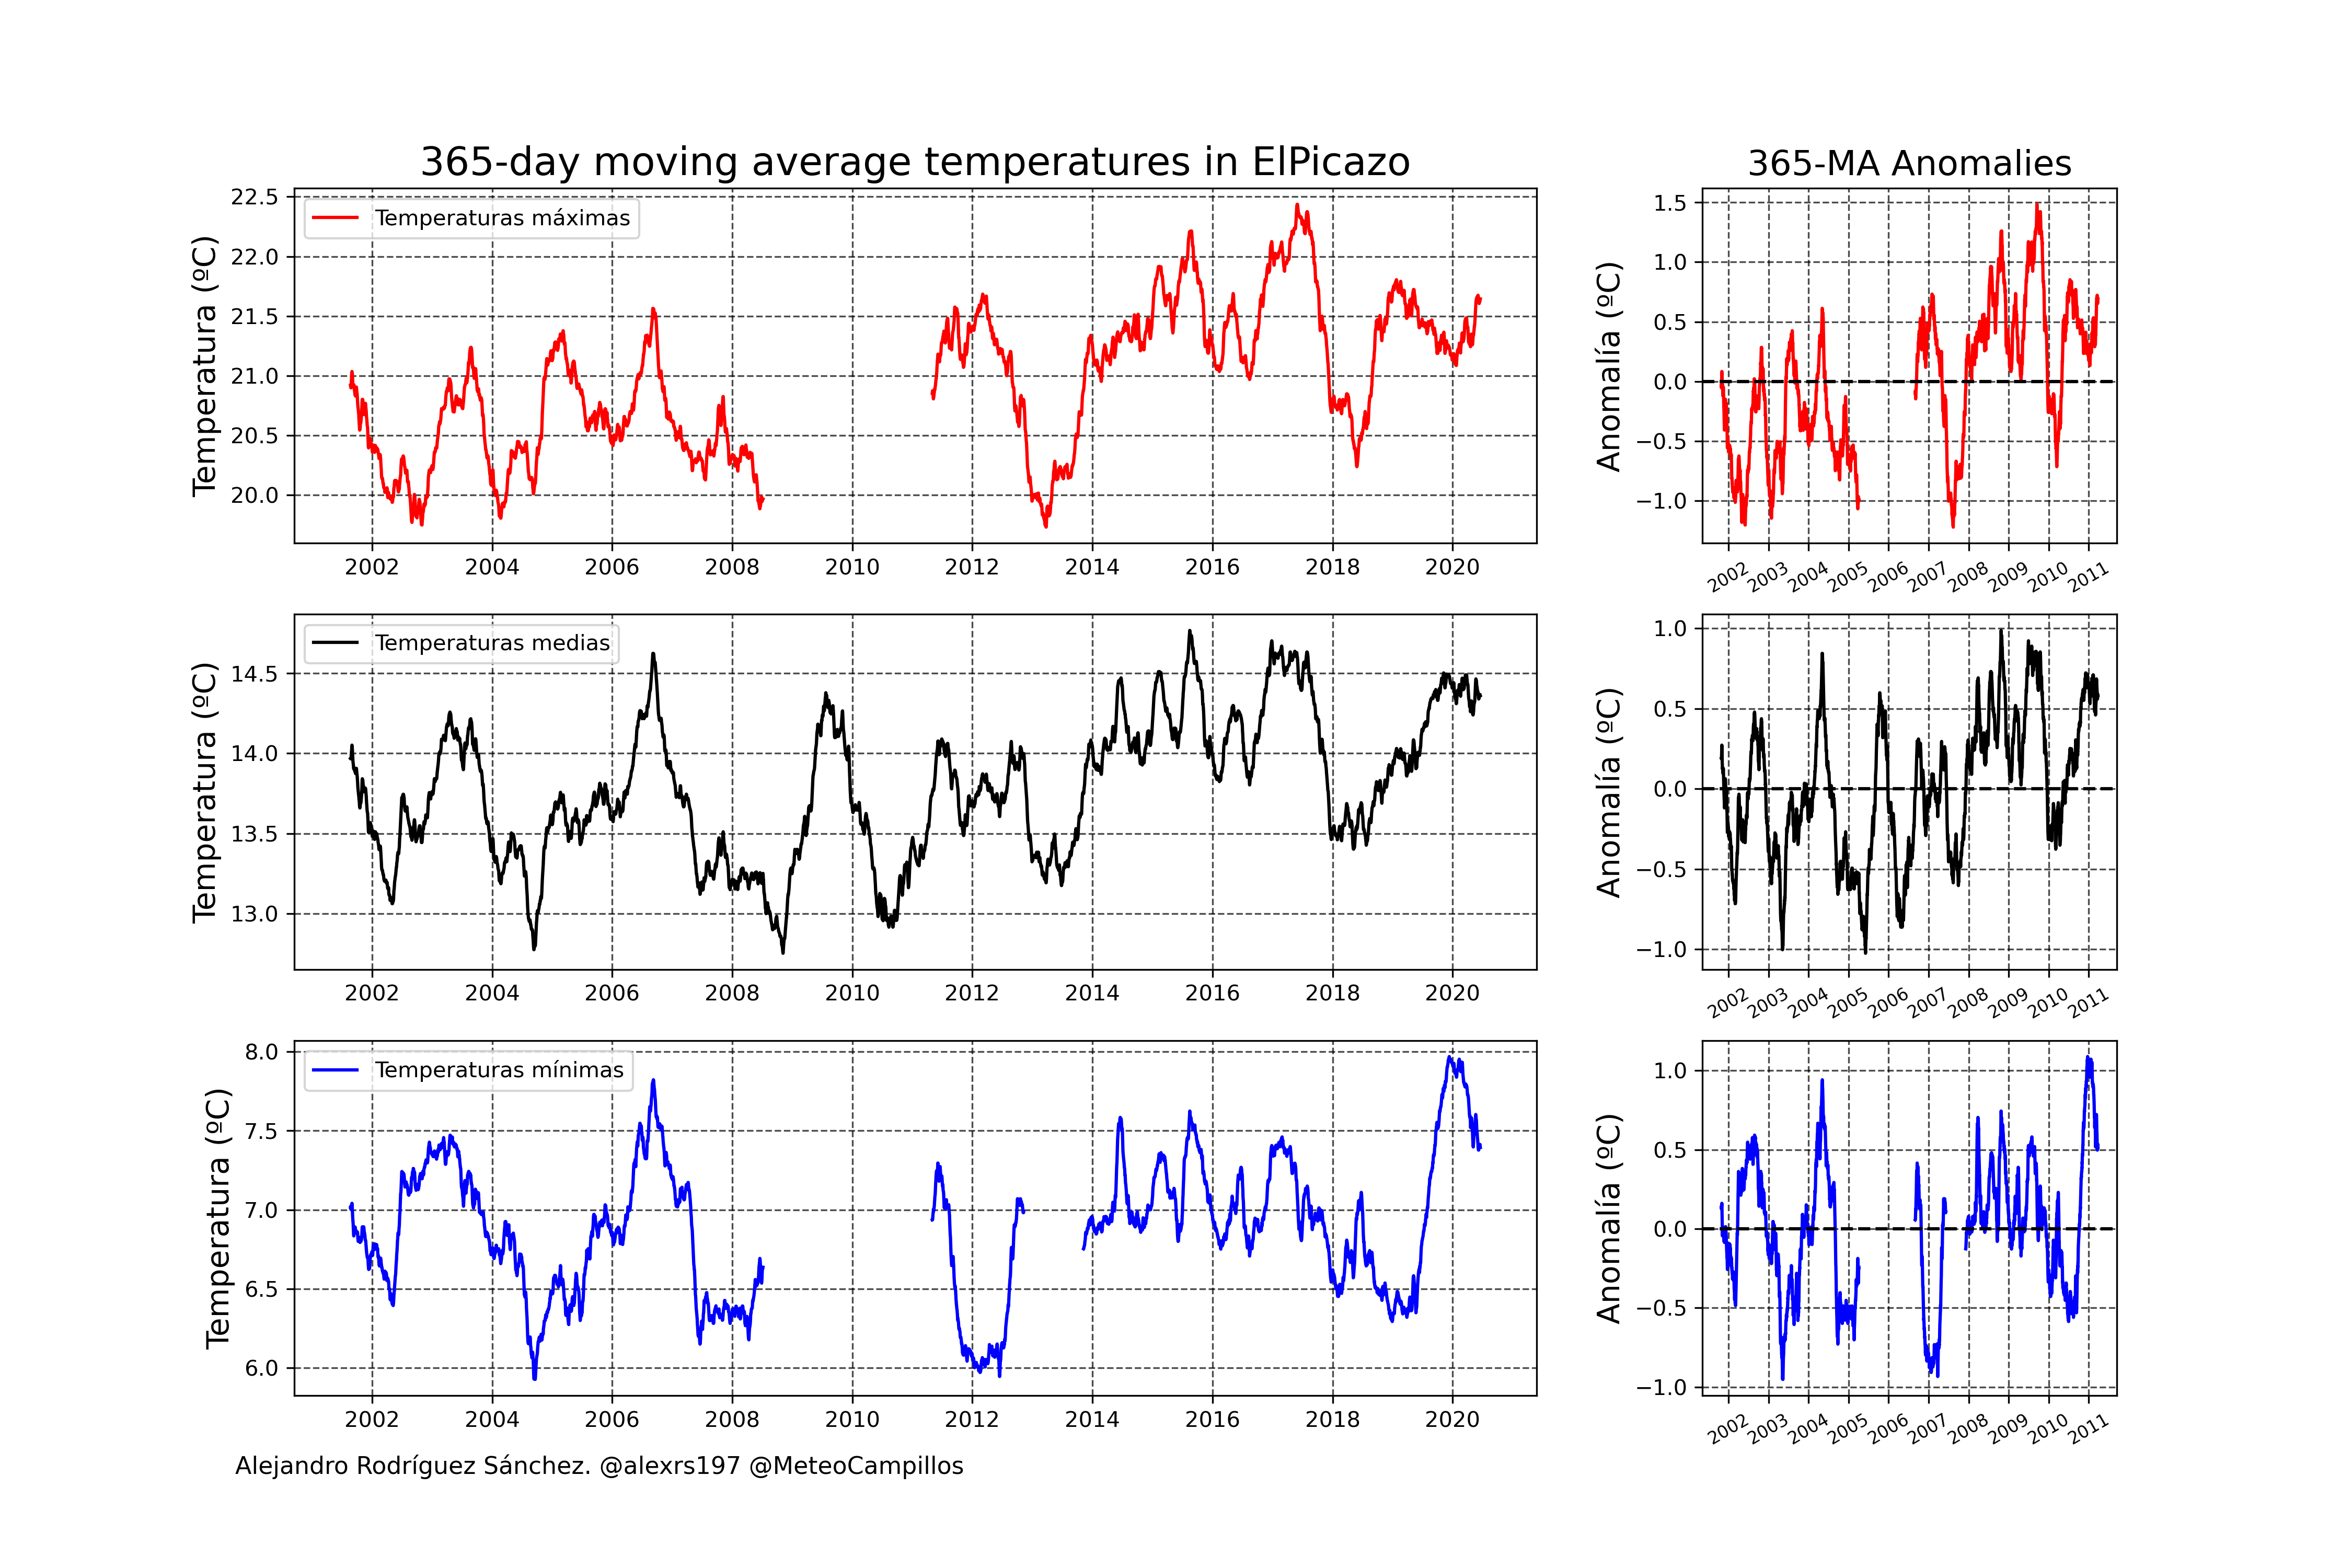 365-day moving average temperatures in ElPicazo
365-MA Anomalies
Temperatura (ºC)
22.5
22.0
21.5
21.0
20.5
20.0
Temperaturas máximas
2002 2004 2006 2008 2010 2012 2014 2016 2018 2020
Anomalía (ºC)
1.5
1.0
0.5
0.0
−0.5
−1.0
2002 2003 2004 2005 2006 2007 2008 2009 2010 2011
Temperatura (ºC)
14.5
14.0
13.5
13.0
Temperaturas medias
2002 2004 2006 2008 2010 2012 2014 2016 2018 2020
Anomalía (ºC)
1.0
0.5
0.0
−0.5
−1.0
2002 2003 2004 2005 2006 2007 2008 2009 2010 2011
Temperatura (ºC)
8.0
7.5
7.0
6.5
6.0
Temperaturas mínimas
2002 2004 2006 2008 2010 2012 2014 2016 2018 2020
Anomalía (ºC)
1.0
0.5
0.0
−0.5
−1.0
2002 2003 2004 2005 2006 2007 2008 2009 2010 2011
Alejandro Rodríguez Sánchez. @alexrs197 @MeteoCampillos